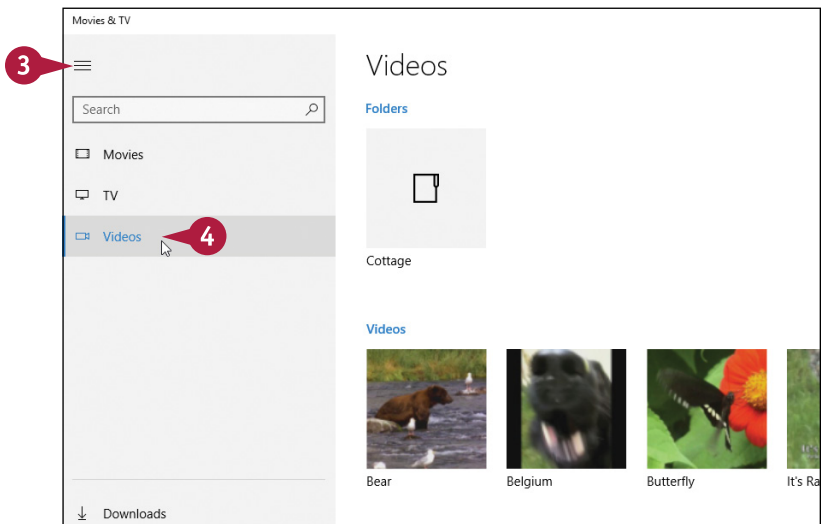 Movies & TV
3
Videos
Search
Folders
Movies
TV
Videos
4
Cottage
Videos
Bear
Belgium
Butterfly
It's Ra
Downloads